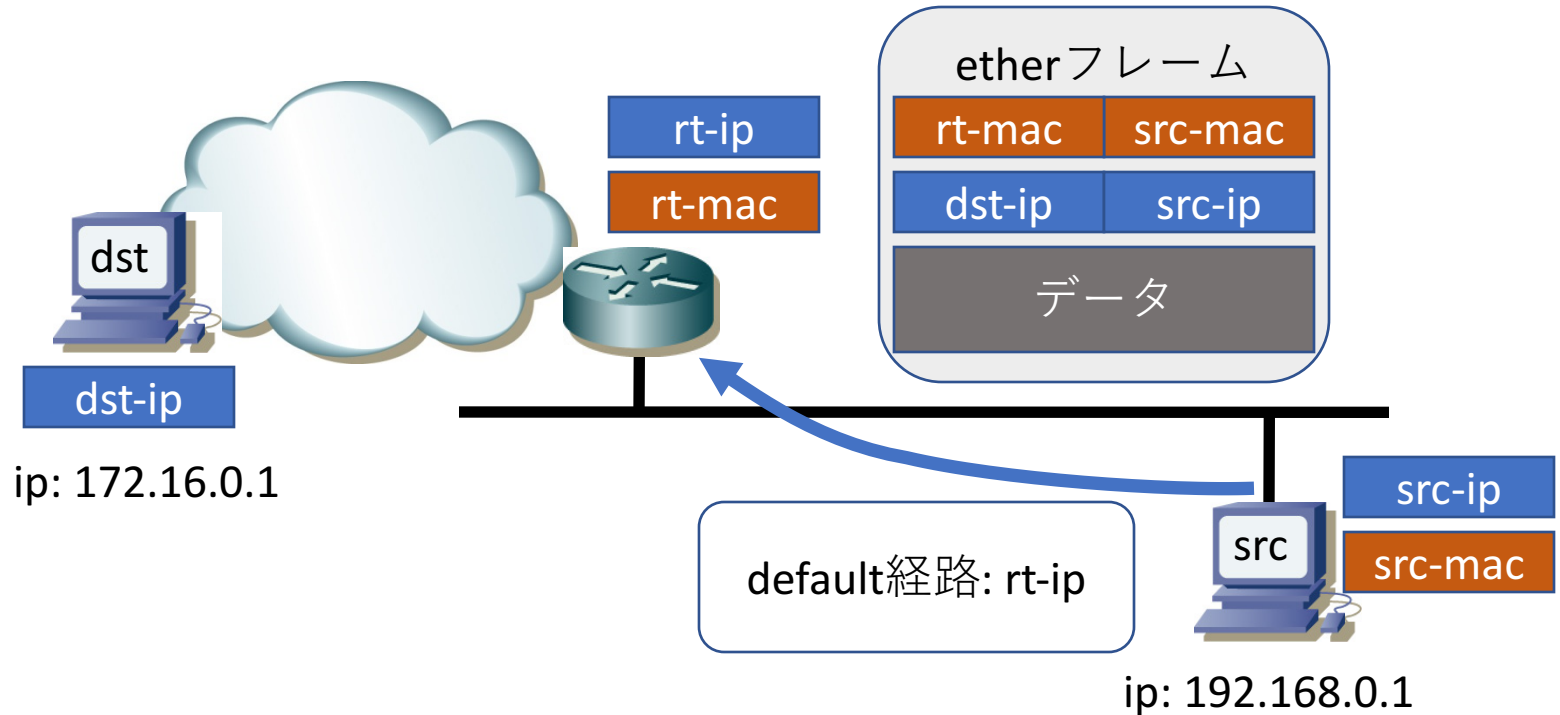 etherフレーム
rt-ip
rt-mac
rt-mac src-mac
dst-ip src-ip
データ
dst
dst-ip
ip: 172.16.0.1
default経路: rt-ip
src
src-ip
src-mac
ip: 192.168.0.1